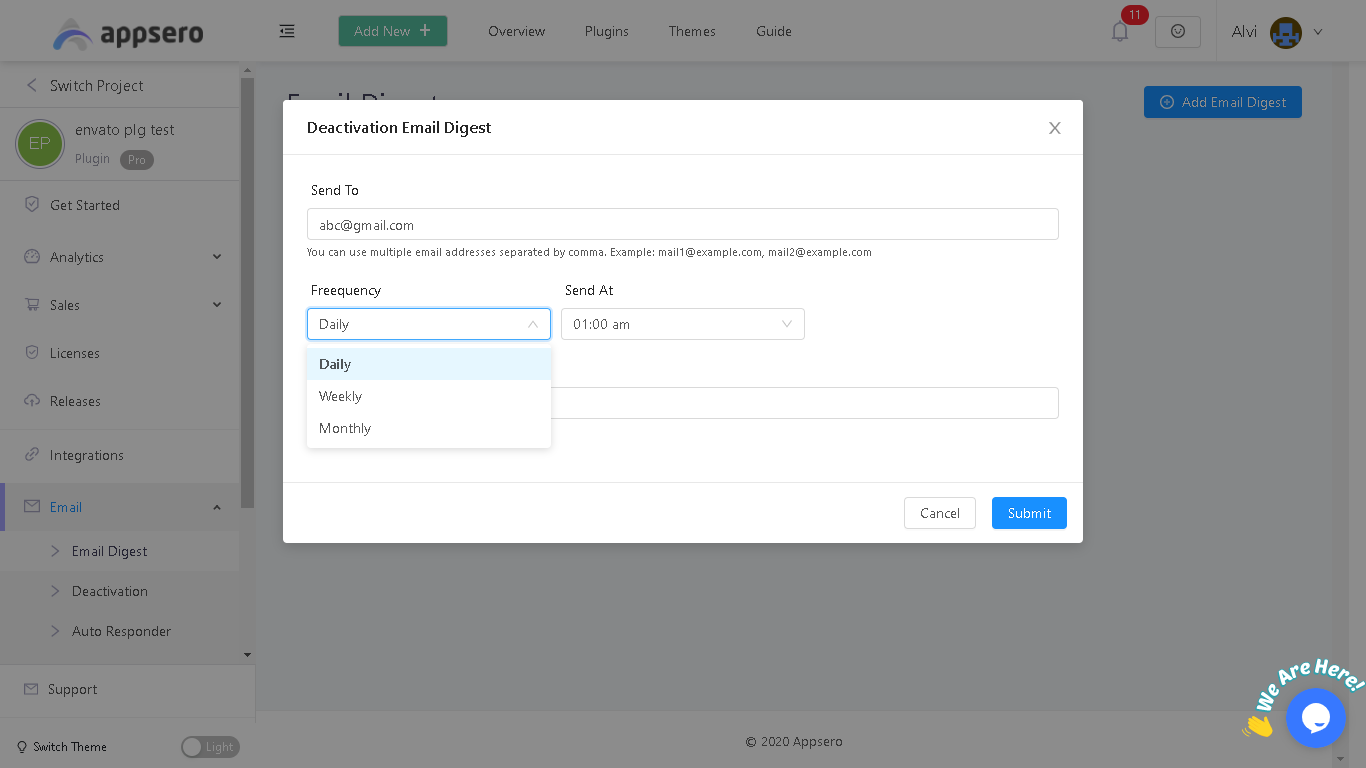 appsero
Add New +
Overview
Plugins
Themes
Guide
11
Alvi
Switch Project
EP
envato plg test
Plugin
Pro
Get Started
Analytics
Sales
Licenses
Releases
Integrations
Email
Email Digest
Deactivation
Auto Responder
Support
Switch Theme
Light
Email Digest
Add Email Digest
Deactivation Email Digest
Send To
abc@gmail.com
You can use multiple email addresses separated by comma. Example: mail1@example.com, mail2@example.com
Freequency
Send At
Daily
01:00 am
Daily
Weekly
Monthly
Cancel
Submit
© 2020 Appsero
We Are Here!